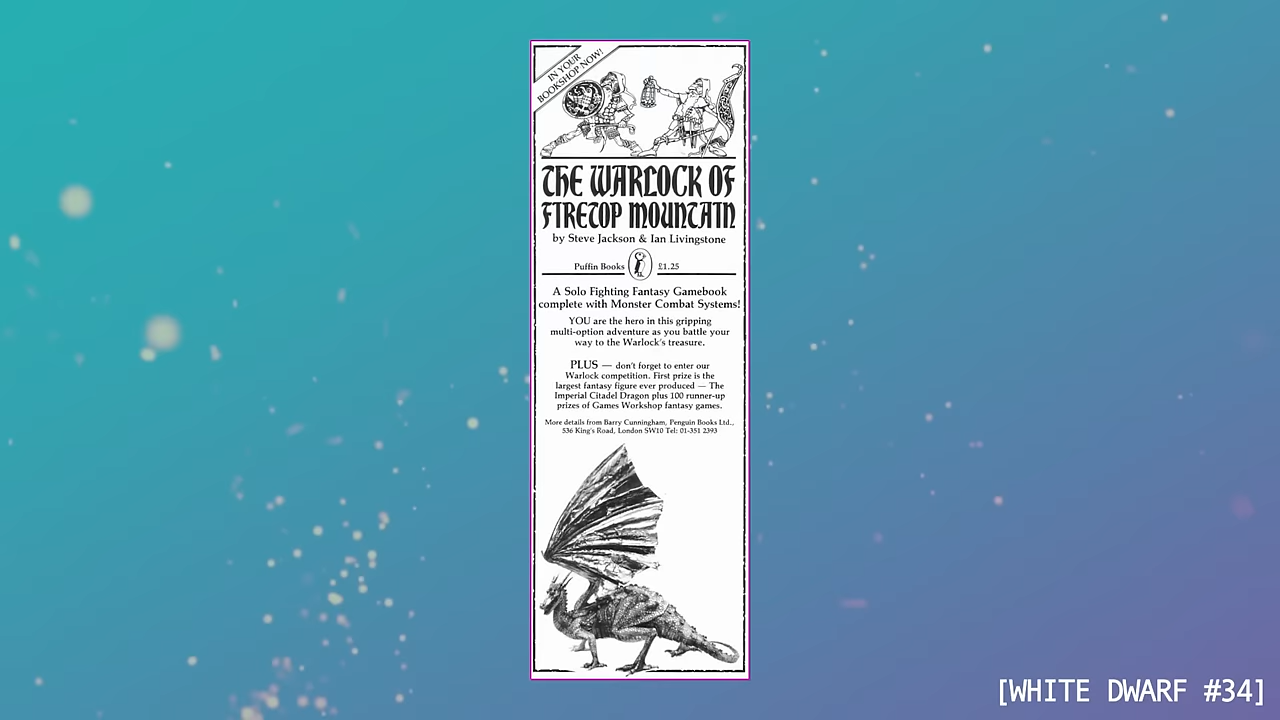 IN YOUR
BOOKSHOP NOW!
THE WARLOCK OF
FIRETOP MOUNTAIN
by Steve Jackson & Ian Livingstone
Puffin Books £1.25
A Solo Fighting Fantasy Gamebook
complete with Monster Combat Systems!
YOU are the hero in this gripping
multi-option adventure as you battle your
way to the Warlock's treasure.
PLUS — don't forget to enter our
Warlock competition. First prize is the
largest fantasy figure ever produced — The
Imperial Citadel Dragon plus 100 runner-up
prizes of Games Workshop fantasy games.
More details from Barry Cunningham, Penguin Books Ltd.,
536 King's Road, London SW10 Tel: 01-351 2393
[WHITE DWARF #34]